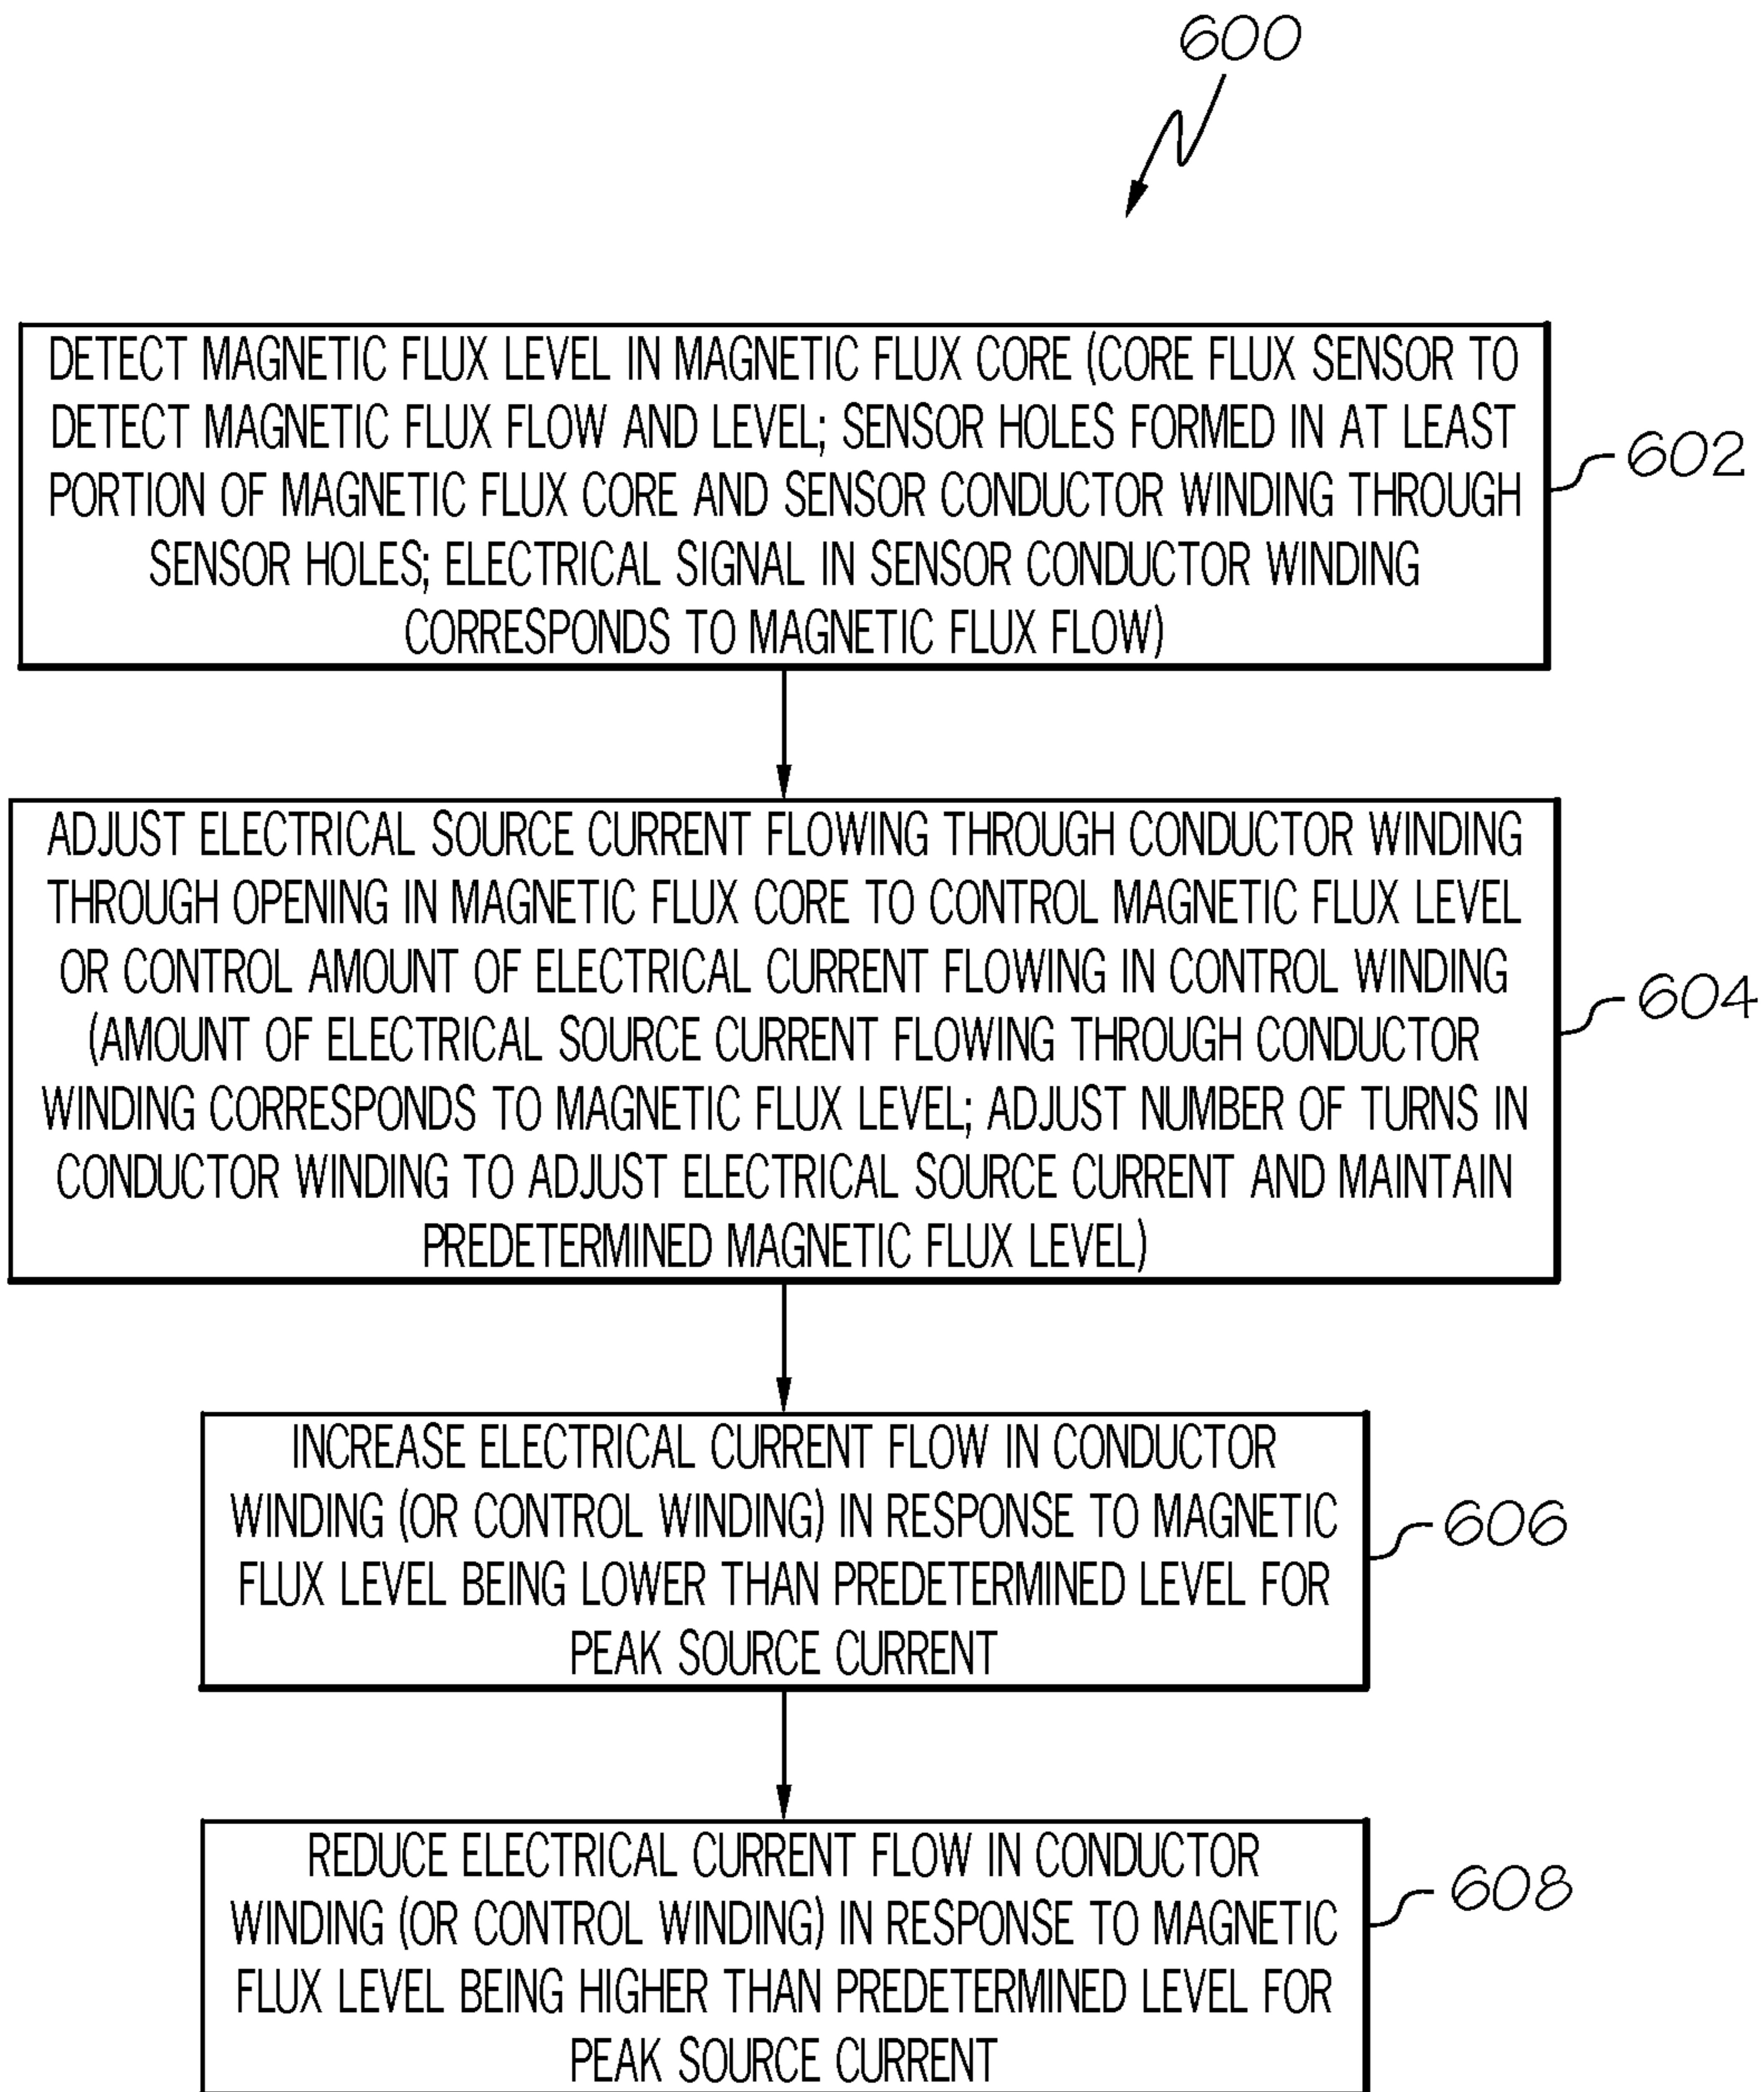 600
DETECT MAGNETIC FLUX LEVEL IN MAGNETIC FLUX CORE (CORE FLUX SENSOR TO
DETECT MAGNETIC FLUX FLOW AND LEVEL; SENSOR HOLES FORMED IN AT LEAST
PORTION OF MAGNETIC FLUX CORE AND SENSOR CONDUCTOR WINDING THROUGH
SENSOR HOLES; ELECTRICAL SIGNAL IN SENSOR CONDUCTOR WINDING
CORRESPONDS TO MAGNETIC FLUX FLOW)
602
ADJUST ELECTRICAL SOURCE CURRENT FLOWING THROUGH CONDUCTOR WINDING
THROUGH OPENING IN MAGNETIC FLUX CORE TO CONTROL MAGNETIC FLUX LEVEL
OR CONTROL AMOUNT OF ELECTRICAL CURRENT FLOWING IN CONTROL WINDING
(AMOUNT OF ELECTRICAL SOURCE CURRENT FLOWING THROUGH CONDUCTOR
WINDING CORRESPONDS TO MAGNETIC FLUX LEVEL; ADJUST NUMBER OF TURNS IN
CONDUCTOR WINDING TO ADJUST ELECTRICAL SOURCE CURRENT AND MAINTAIN
PREDETERMINED MAGNETIC FLUX LEVEL)
604
INCREASE ELECTRICAL CURRENT FLOW IN CONDUCTOR
WINDING (OR CONTROL WINDING) IN RESPONSE TO MAGNETIC
FLUX LEVEL BEING LOWER THAN PREDETERMINED LEVEL FOR
PEAK SOURCE CURRENT
606
REDUCE ELECTRICAL CURRENT FLOW IN CONDUCTOR
WINDING (OR CONTROL WINDING) IN RESPONSE TO MAGNETIC
FLUX LEVEL BEING HIGHER THAN PREDETERMINED LEVEL FOR
PEAK SOURCE CURRENT
608